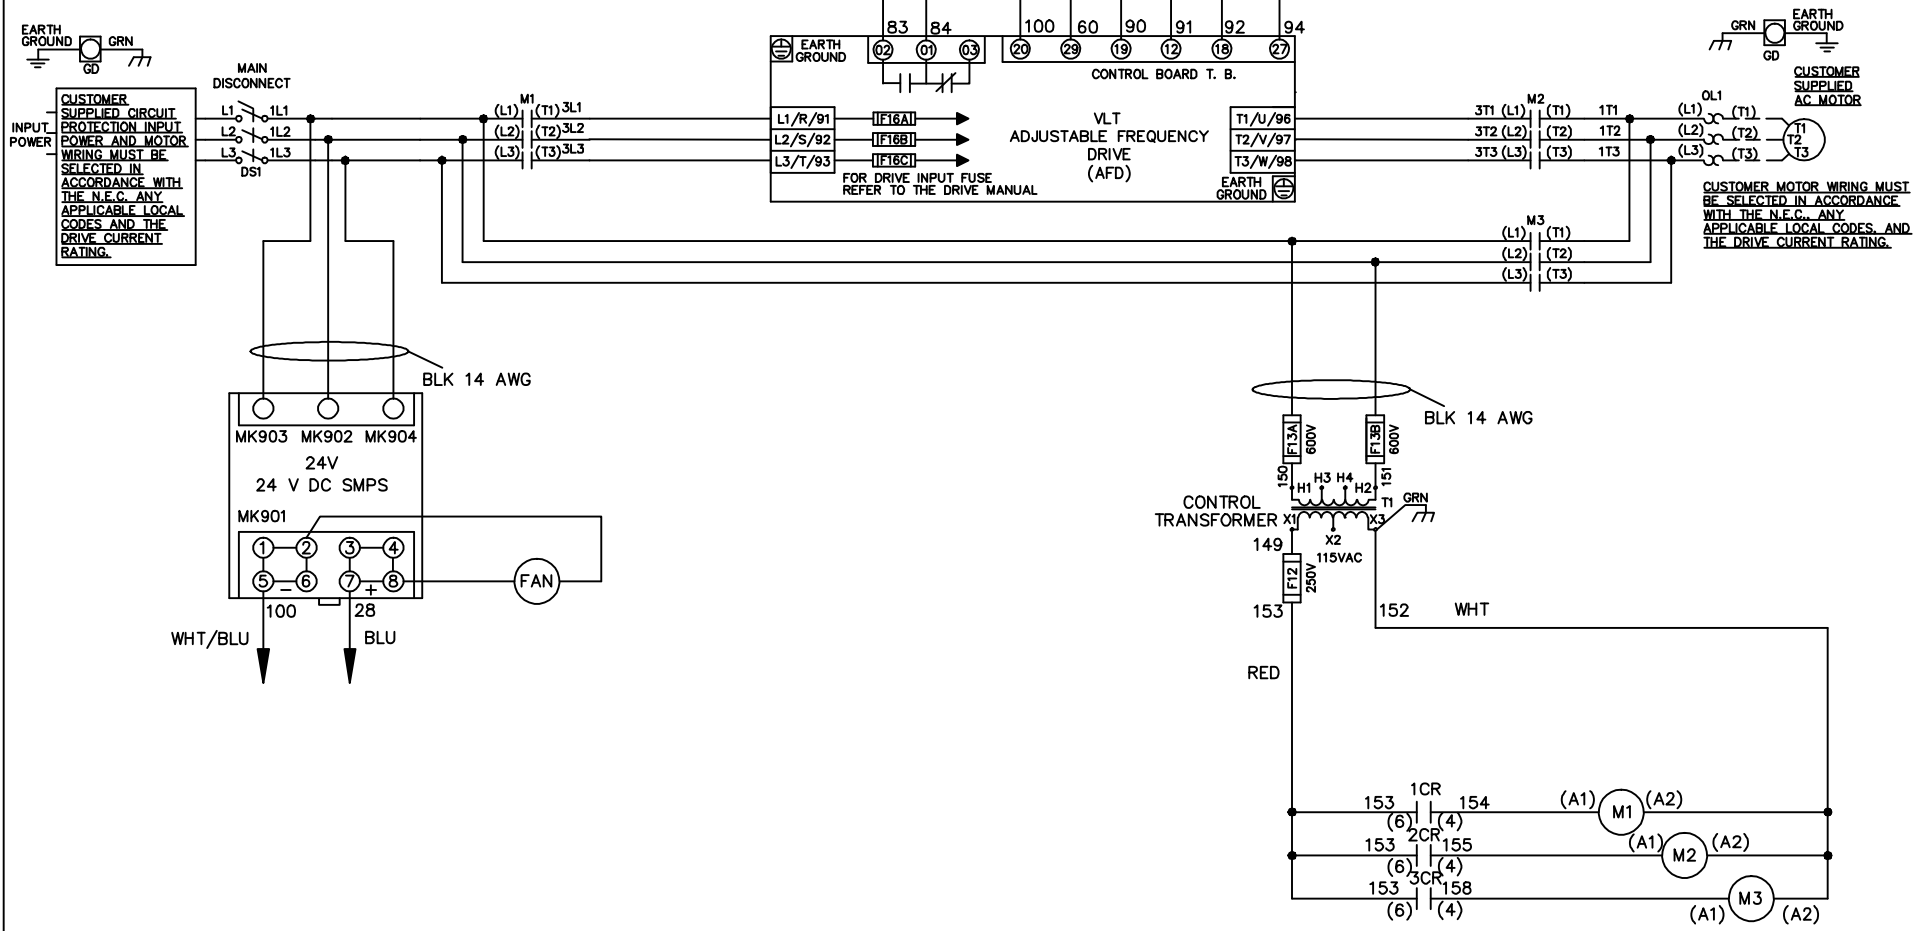 83 84 100 60 90 91 92 94
EARTH
GROUND
GRN
GD
EARTH
GROUND
02 01 03 20 29 19 12 18 27
CONTROL BOARD T. B.
GRN
EARTH
GROUND
GD
CUSTOMER
SUPPLIED
AC MOTOR
MAIN
DISCONNECT
INPUT
POWER
CUSTOMER
SUPPLIED CIRCUIT
PROTECTION INPUT
POWER AND MOTOR
WIRING MUST BE
SELECTED IN
ACCORDANCE WITH
THE N.E.C. ANY
APPLICABLE LOCAL
CODES AND THE
DRIVE CURRENT
RATING.
L1 1L1
L2 1L2
L3 1L3
DS1
M1
(L1) (T1) 3L1
(L2) (T2) 3L2
(L3) (T3) 3L3
L1/R/91
L2/S/92
L3/T/93
F16A
F16B
F16C
FOR DRIVE INPUT FUSE
REFER TO THE DRIVE MANUAL
VLT
ADJUSTABLE FREQUENCY
DRIVE
(AFD)
T1/U/96
T2/V/97
T3/W/98
EARTH
GROUND
M2
3T1 (L1) (T1) 1T1
3T2 (L2) (T2) 1T2
3T3 (L3) (T3) 1T3
OL1
(L1) (T1)
(L2) (T2)
(L3) (T3)
T1
T2
T3
CUSTOMER MOTOR WIRING MUST
BE SELECTED IN ACCORDANCE
WITH THE N.E.C., ANY
APPLICABLE LOCAL CODES, AND
THE DRIVE CURRENT RATING.
M3
(L1) (T1)
(L2) (T2)
(L3) (T3)
BLK 14 AWG
MK903 MK902 MK904
24V
24 V DC SMPS
MK901
1 2 3 4
5 − 6 7 + 8
FAN
100 28
WHT/BLU BLU
BLK 14 AWG
F13A 600V
F13B 600V
150 151
H1 H3 H4 H2
CONTROL
TRANSFORMER
T1
GRN
X1 X2 X3
115VAC
149
F12 250V
153
152 WHT
RED
1CR
153 154 (A1) M1 (A2)
(6) (4)
2CR
153 155 (A1) M2 (A2)
(6) (4)
3CR
153 158 M3
(6) (4) (A1) (A2)